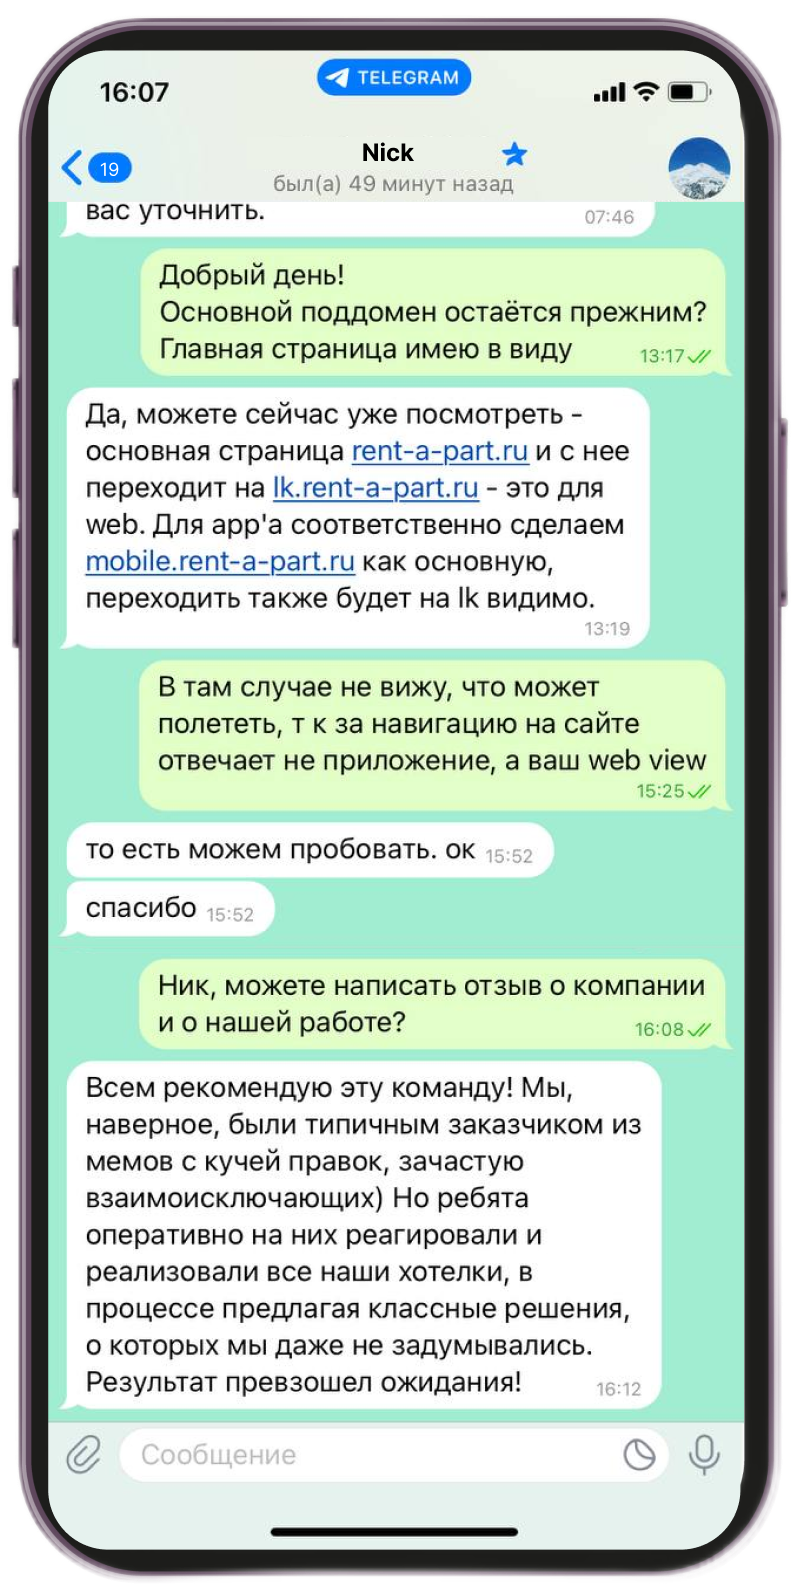 16:07
TELEGRAM
19
Nick
был(а) 49 минут назад
вас уточнить.
07:46
Добрый день!
Основной поддомен остаётся прежним?
Главная страница имею в виду
13:17
Да, можете сейчас уже посмотреть -
основная страница rent-a-part.ru и с нее
переходит на lk.rent-a-part.ru - это для
web. Для app'а соответственно сделаем
mobile.rent-a-part.ru как основную,
переходить также будет на lk видимо.
13:19
В там случае не вижу, что может
полететь, т к за навигацию на сайте
отвечает не приложение, а ваш web view
15:25
то есть можем пробовать. ок 15:52
спасибо 15:52
Ник, можете написать отзыв о компании
и о нашей работе?
16:08
Всем рекомендую эту команду! Мы,
наверное, были типичным заказчиком из
мемов с кучей правок, зачастую
взаимоисключающих) Но ребята
оперативно на них реагировали и
реализовали все наши хотелки, в
процессе предлагая классные решения,
о которых мы даже не задумывались.
Результат превзошел ожидания!
16:12
Сообщение